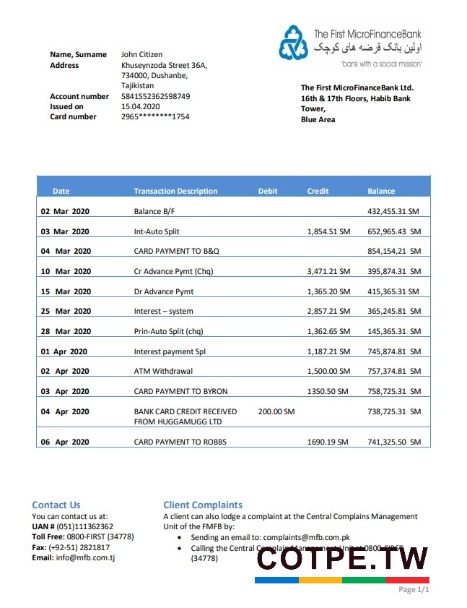 The First MicroFinanceBank
اولین بانک قرضه های کوچک
'bank with a social mission'
Name, Surname John Citizen
Address Khuseynzoda Street 36A,
734000, Dushanbe,
Tajikistan
Account number 5841552362598749
Issued on 15.04.2020
Card number 2965********1754
The First MicroFinanceBank Ltd.
16th & 17th Floors, Habib Bank
Tower,
Blue Area
Date Transaction Description Debit Credit Balance
02 Mar 2020 Balance B/F 432,455.31 SM
03 Mar 2020 Int-Auto Split 1,854.51 SM 652,965.43 SM
04 Mar 2020 CARD PAYMENT TO B&Q 854,154,21 SM
10 Mar 2020 Cr Advance Pymt (Chq) 3,471.21 SM 395,874.31 SM
15 Mar 2020 Dr Advance Pymt 1,365.20 SM 415,365.31 SM
25 Mar 2020 Interest – system 2,857.21 SM 365,245.81 SM
28 Mar 2020 Prin-Auto Split (chq) 1,362.65 SM 145,365.31 SM
01 Apr 2020 Interest payment Spl 1,187.21 SM 745,874.81 SM
02 Apr 2020 ATM Withdrawal 1,500.00 SM 757,374.81 SM
03 Apr 2020 CARD PAYMENT TO BYRON 1350.50 SM 758,725.31 SM
04 Apr 2020 BANK CARD CREDIT RECEIVED 200.00 SM 738,725.31 SM
FROM HUGGAMUGG LTD
06 Apr 2020 CARD PAYMENT TO ROBBS 1690.19 SM 741,325.50 SM
Contact Us
You can contact us at:
UAN # (051)111362362
Toll Free: 0800-FIRST (34778)
Fax: (+92-51) 2821817
Email: info@mfb.com.tj
Client Complaints
A client can also lodge a complaint at the Central Complains Management
Unit of the FMFB by:
• Sending an email to: complaints@mfb.com.pk
• Calling the Central Complaint Management Unit at 0800-FIRST
(34778)
COTPE.TW
Page 1/1